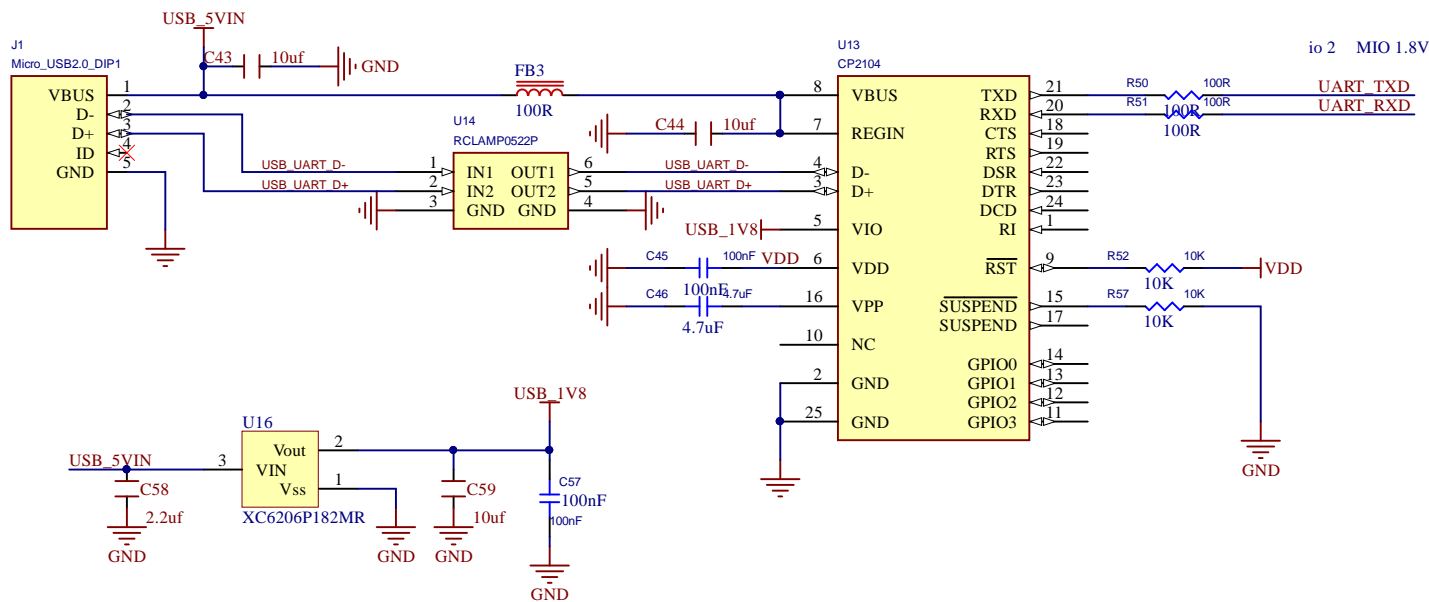 USB_5VIN
J1
Micro_USB2.0_DIP1
C43 10uf GND
VBUS 1
D- 2
D+ 3
ID 4
GND 5
FB3
100R
U14
RCLAMP0522P
USB_UART_D- 1 IN1 OUT1 6 USB_UART_D-
USB_UART_D+ 2 IN2 OUT2 5 USB_UART_D+
3 GND GND 4
C44 10uf
U13
CP2104
8 VBUS
7 REGIN
4 D-
3 D+
USB_1V8 5 VIO
C45 100nF VDD 6 VDD
100nF
C46 4.7uF 16 VPP
4.7uF
10 NC
2 GND
25 GND
io 2 MIO 1.8V
TXD 21 R50 100R UART_TXD
100R
RXD 20 R51 100R UART_RXD
100R
CTS 18
RTS 19
DSR 22
DTR 23
DCD 24
RI 1
RST 9 R52 10K VDD
10K
SUSPEND 15 R57 10K
10K
SUSPEND 17
GPIO0 14
GPIO1 13
GPIO2 12
GPIO3 11
GND
USB_1V8
U16
USB_5VIN 3 VIN Vout 2
Vss 1
XC6206P182MR
C58
2.2uf
GND
GND
C59
10uf
GND
C57
100nF
100nF
GND